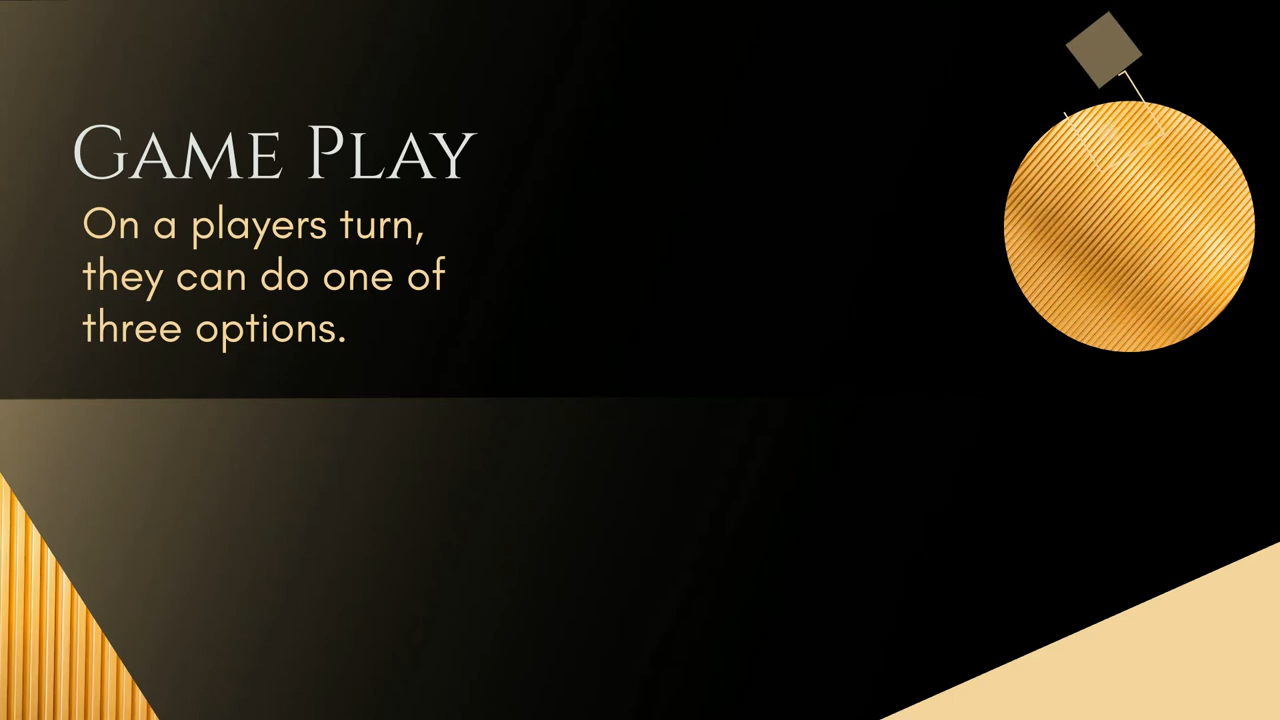 GAME PLAY
On a players turn,
they can do one of
three options.